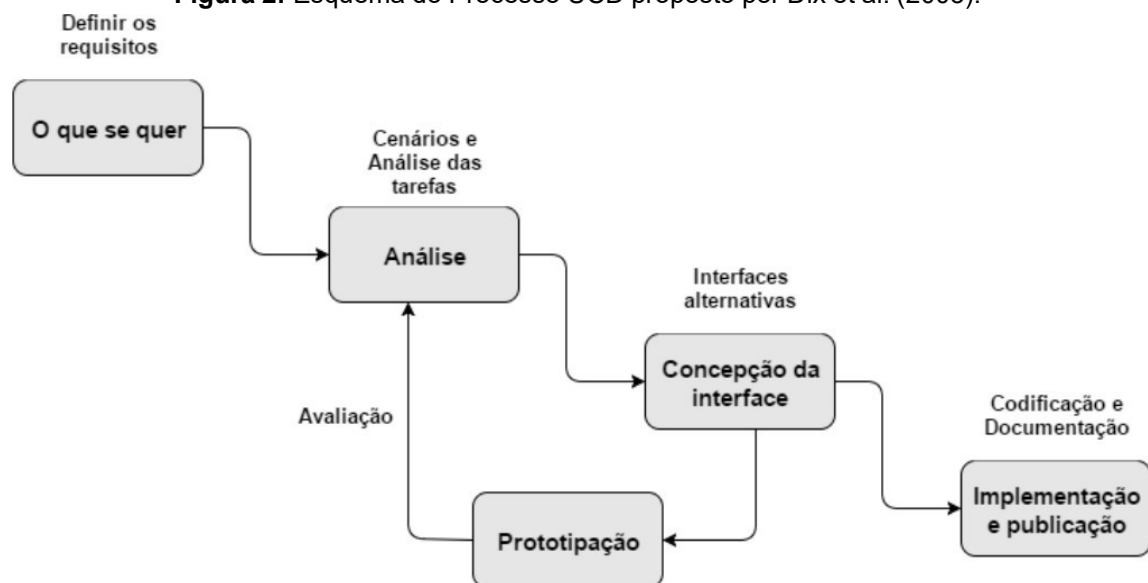 Definir os
requisitos
O que se quer
Cenários e
Análise das
tarefas
Análise
Interfaces
alternativas
Concepção da
interface
Avaliação
Codificação e
Documentação
Prototipação
Implementação
e publicação